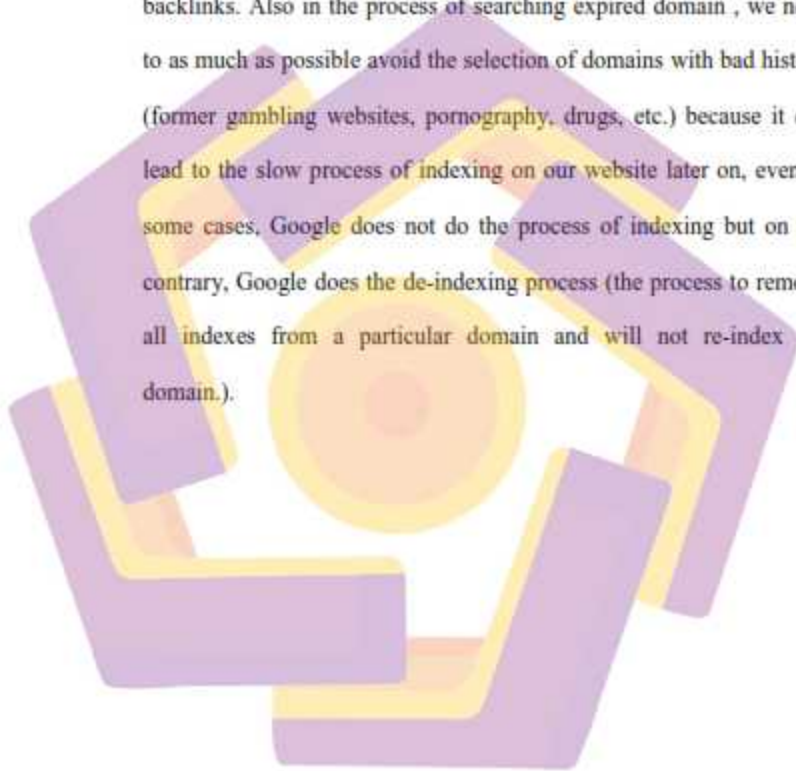 backlinks. Also in the process of searching expired domain , we n
to as much as possible avoid the selection of domains with bad hist
(former gambling websites, pornography, drugs, etc.) because it
lead to the slow process of indexing on our website later on, even
some cases, Google does not do the process of indexing but on
contrary, Google does the de-indexing process (the process to remo
all indexes from a particular domain and will not re-index
domain.).